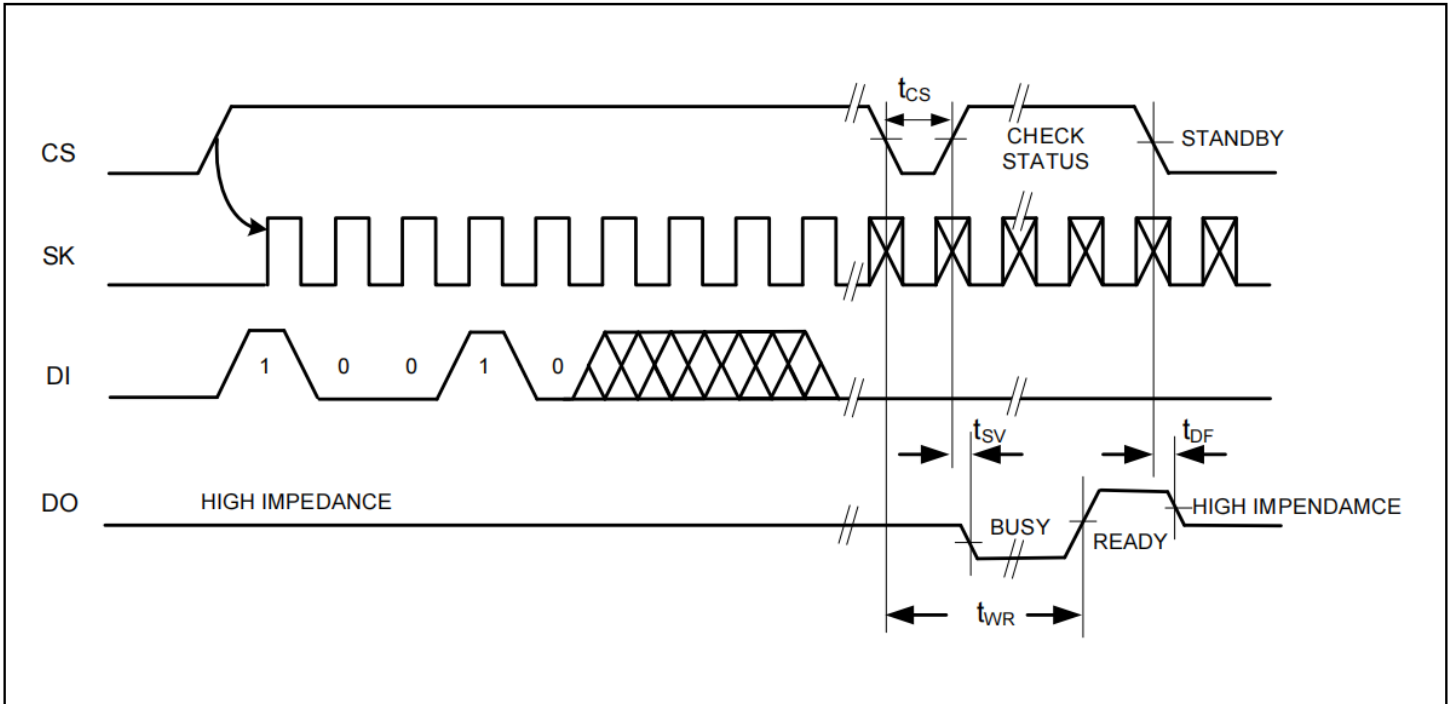 tCS
CS
CHECK
STATUS
STANDBY
SK
DI
1 0 0 1 0
tSV
tDF
DO
HIGH IMPEDANCE
BUSY
READY
HIGH IMPENDAMCE
tWR